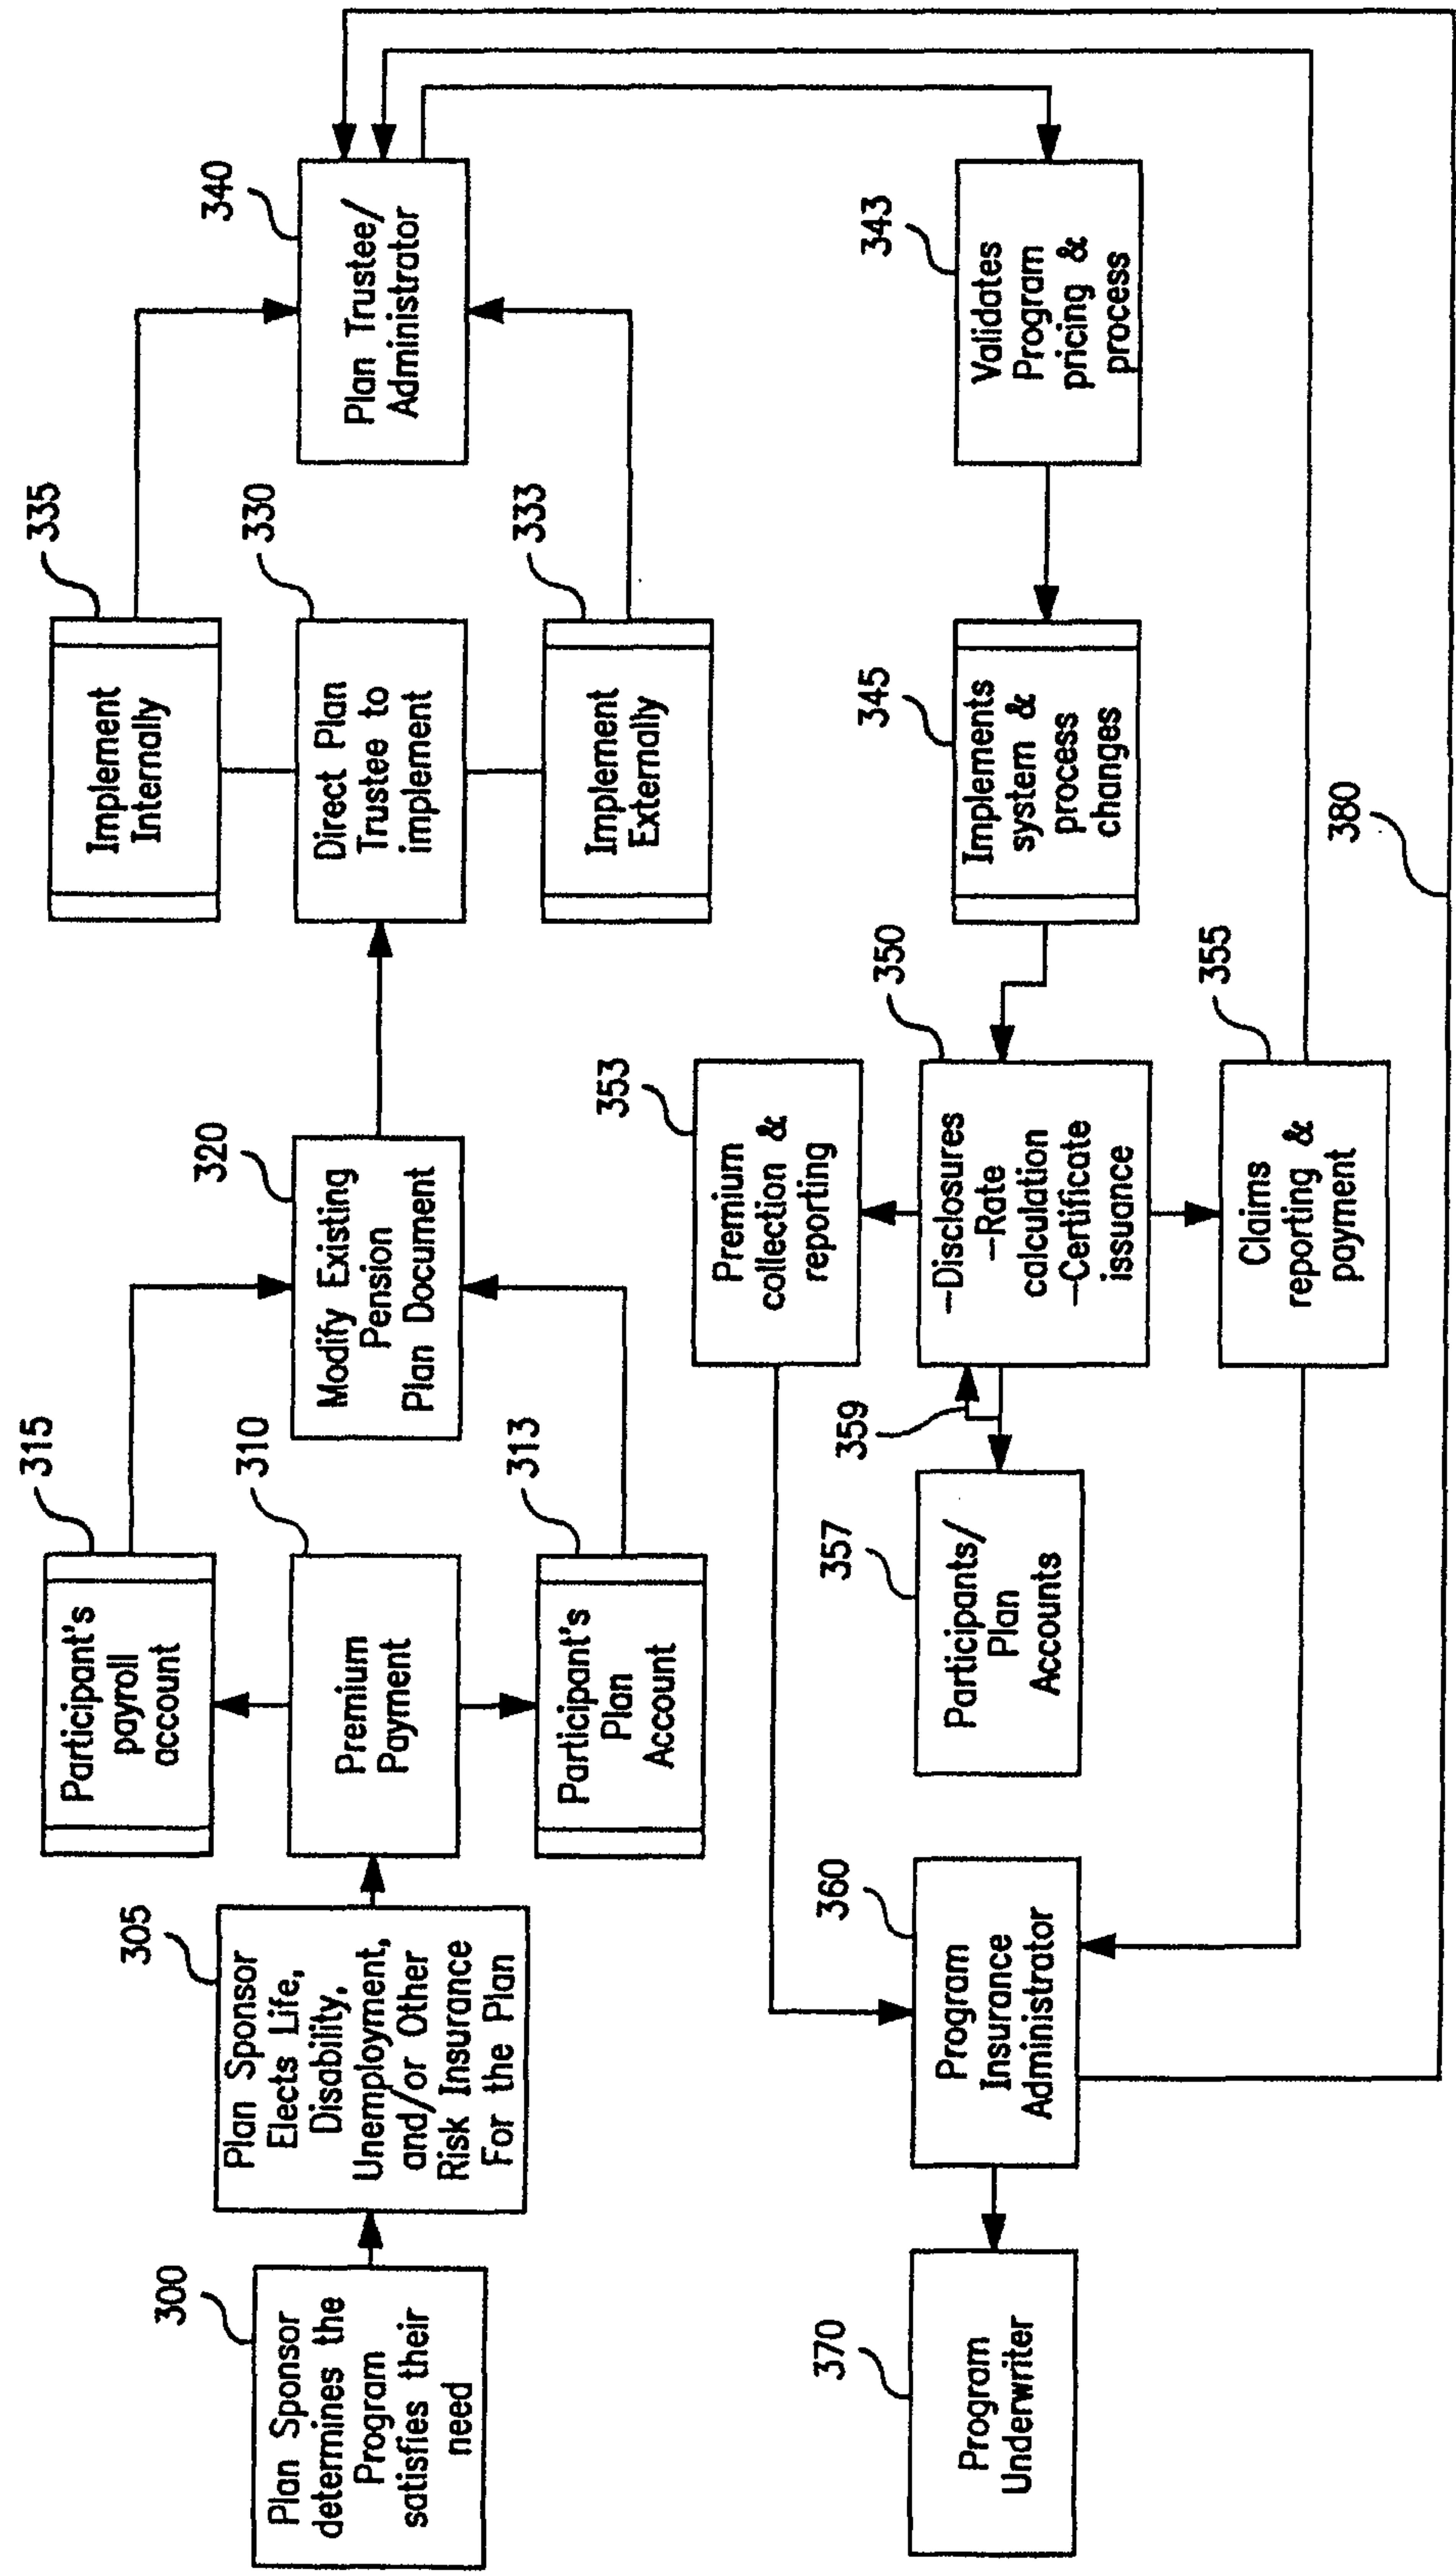 300
Plan Sponsor
determines the
Program
satisfies their
need
305
Plan Sponsor
Elects Life,
Disability,
Unemployment,
and/or Other
Risk Insurance
For the Plan
315
Participant's
payroll
account
310
Premium
Payment
313
Participant's
Plan
Account
320
Modify Existing
Pension
Plan Document
335
Implement
Internally
330
Direct Plan
Trustee to
implement
333
Implement
Externally
340
Plan Trustee/
Administrator
343
Validates
Program
pricing &
process
345
Implements
system &
process
changes
353
Premium
collection &
reporting
350
–Disclosures
–Rate
calculation
–Certificate
issuance
355
Claims
reporting &
payment
359
357
Participants/
Plan
Accounts
360
Program
Insurance
Administrator
370
Program
Underwriter
380